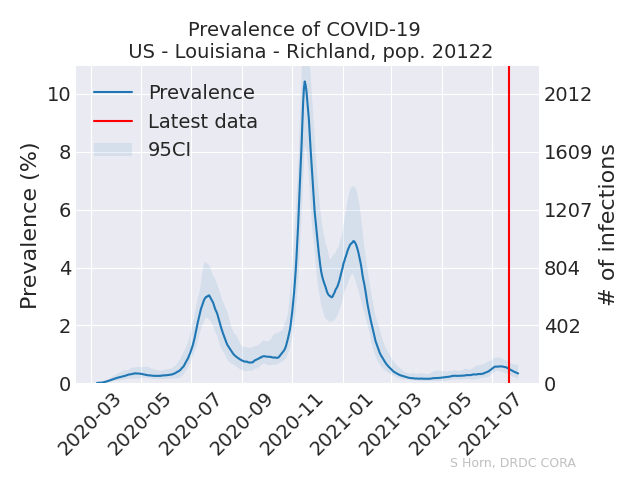 Prevalence of COVID-19
US - Louisiana - Richland, pop. 20122
Prevalence
Latest data
95CI
Prevalence (%)
10
8
6
4
2
0
2012
1609
1207
804
402
0
# of infections
2020-03
2020-05
2020-07
2020-09
2020-11
2021-01
2021-03
2021-05
2021-07
S Horn, DRDC CORA